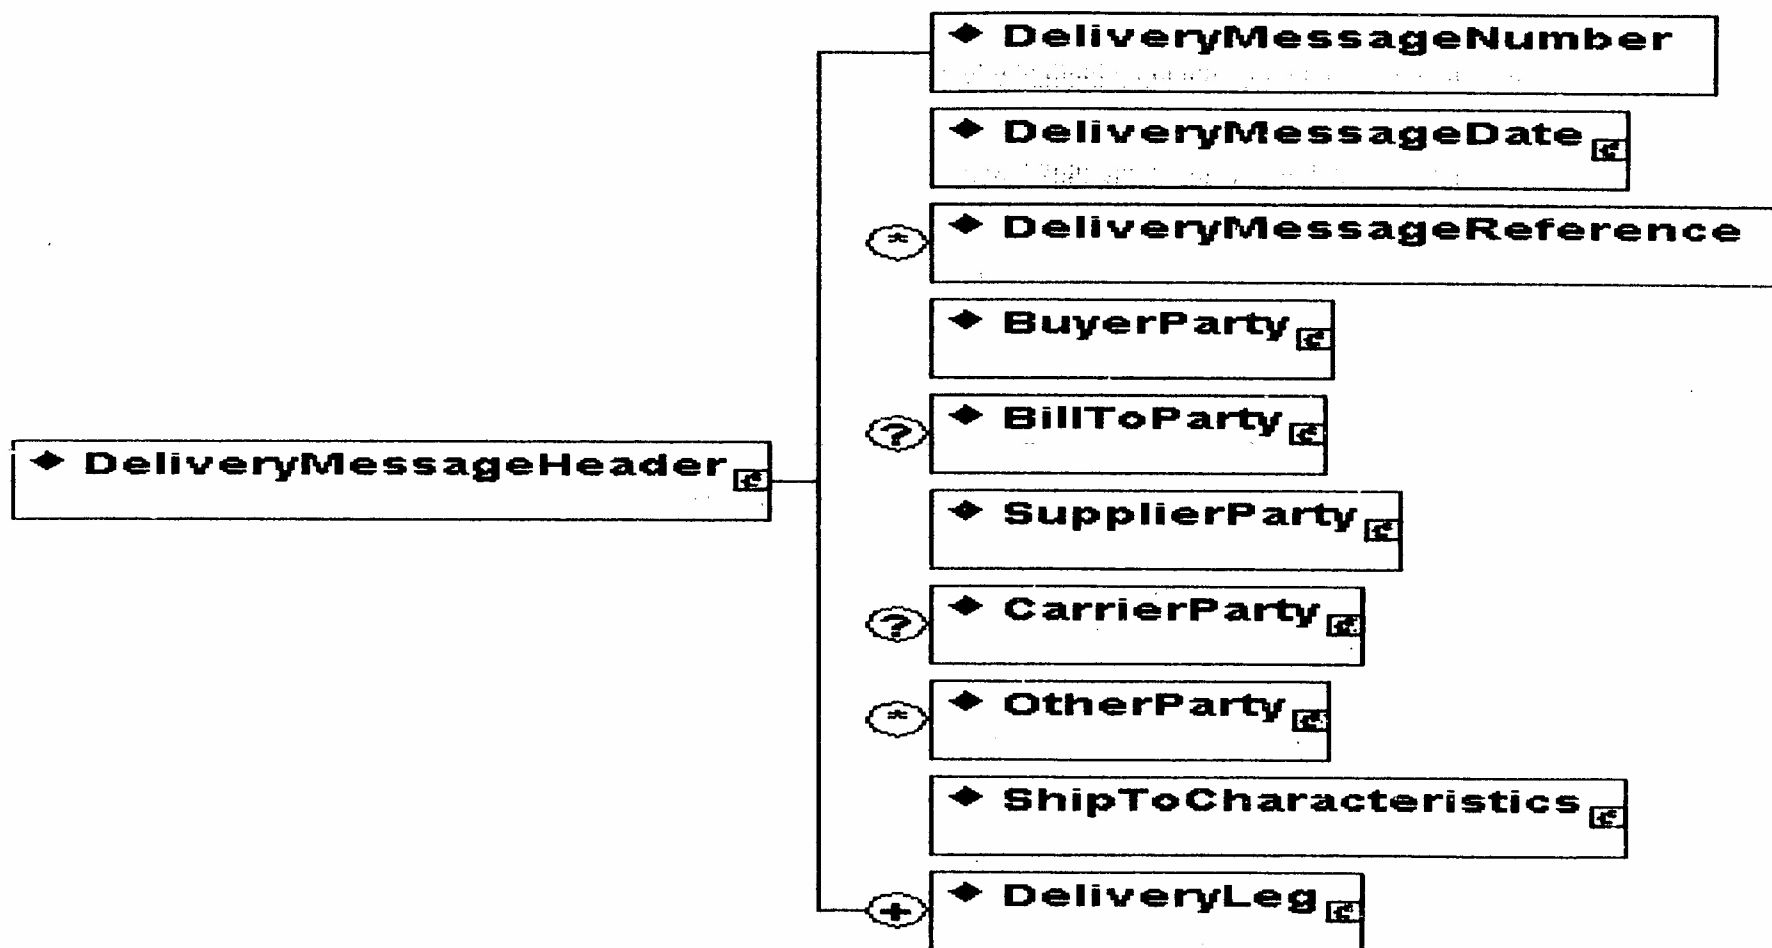 DeliveryMessageNumber
DeliveryMessageDate
* DeliveryMessageReference
BuyerParty
? BillToParty
DeliveryMessageHeader
SupplierParty
? CarrierParty
* OtherParty
ShipToCharacteristics
+ DeliveryLeg